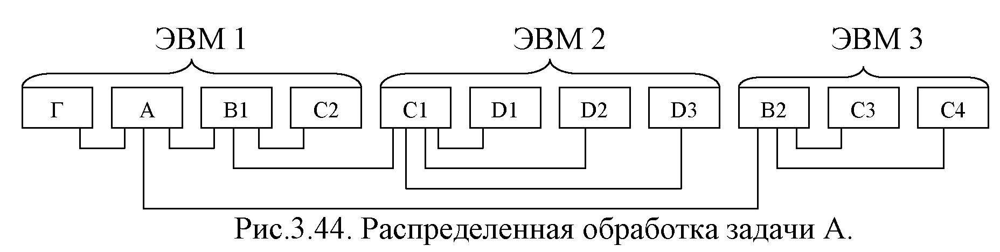 ЭВМ 1 ЭВМ 2 ЭВМ 3
Г А В1 С2 С1 D1 D2 D3 В2 С3 С4
Рис.3.44. Распределенная обработка задачи А.